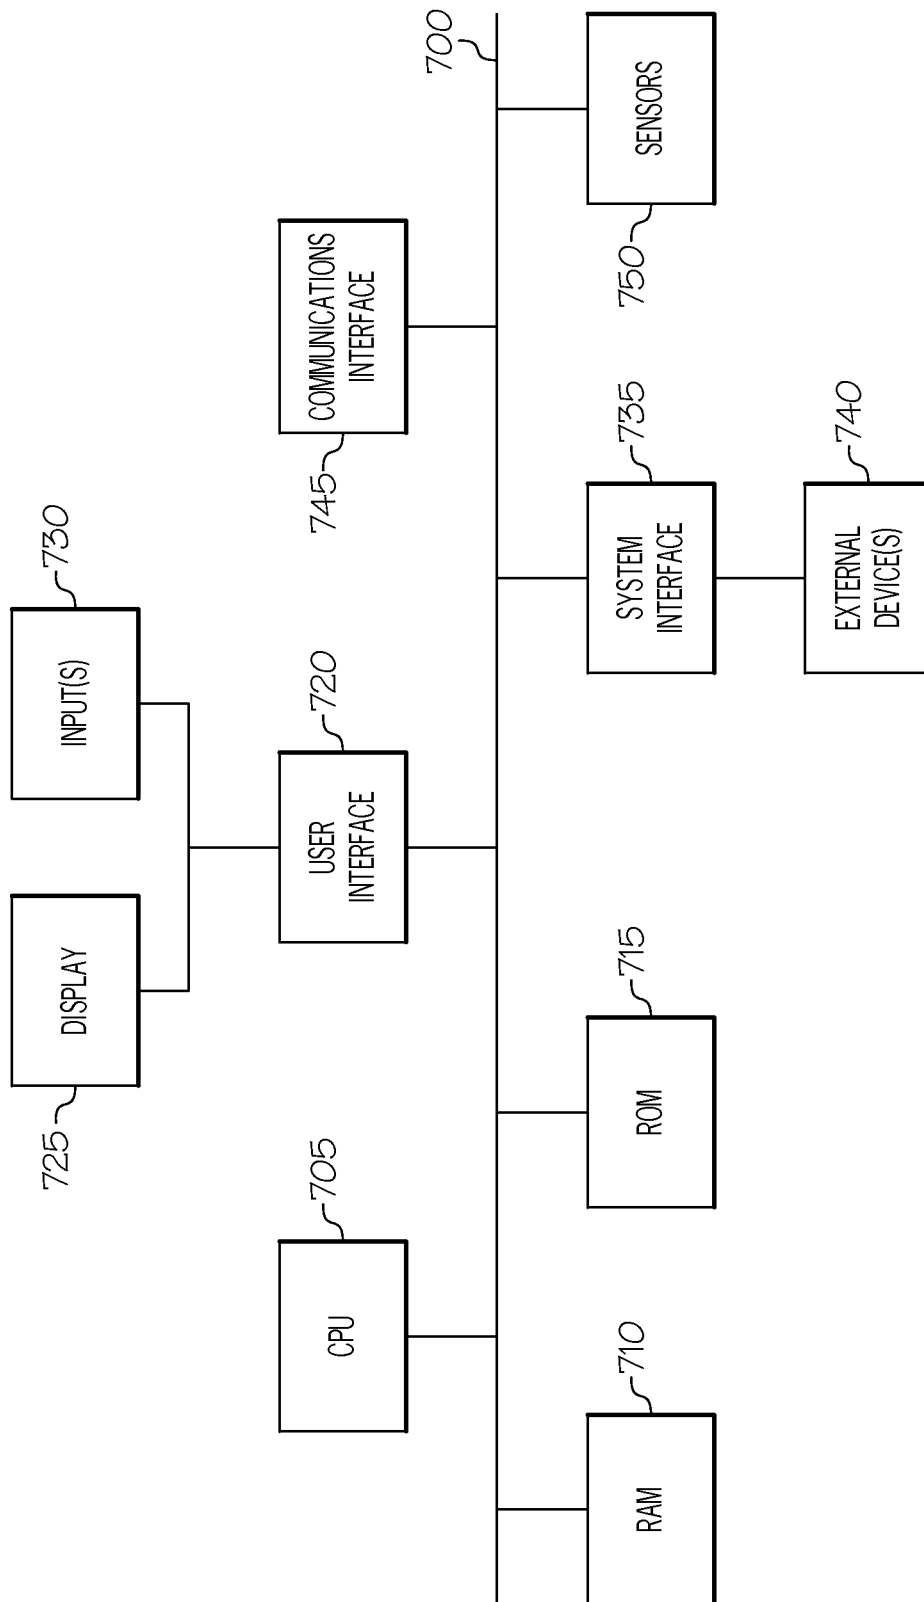 725
DISPLAY
INPUT(S)
730
CPU
705
USER
INTERFACE
720
745
COMMUNICATIONS
INTERFACE
700
RAM
710
ROM
715
SYSTEM
INTERFACE
735
750
SENSORS
EXTERNAL
DEVICE(S)
740